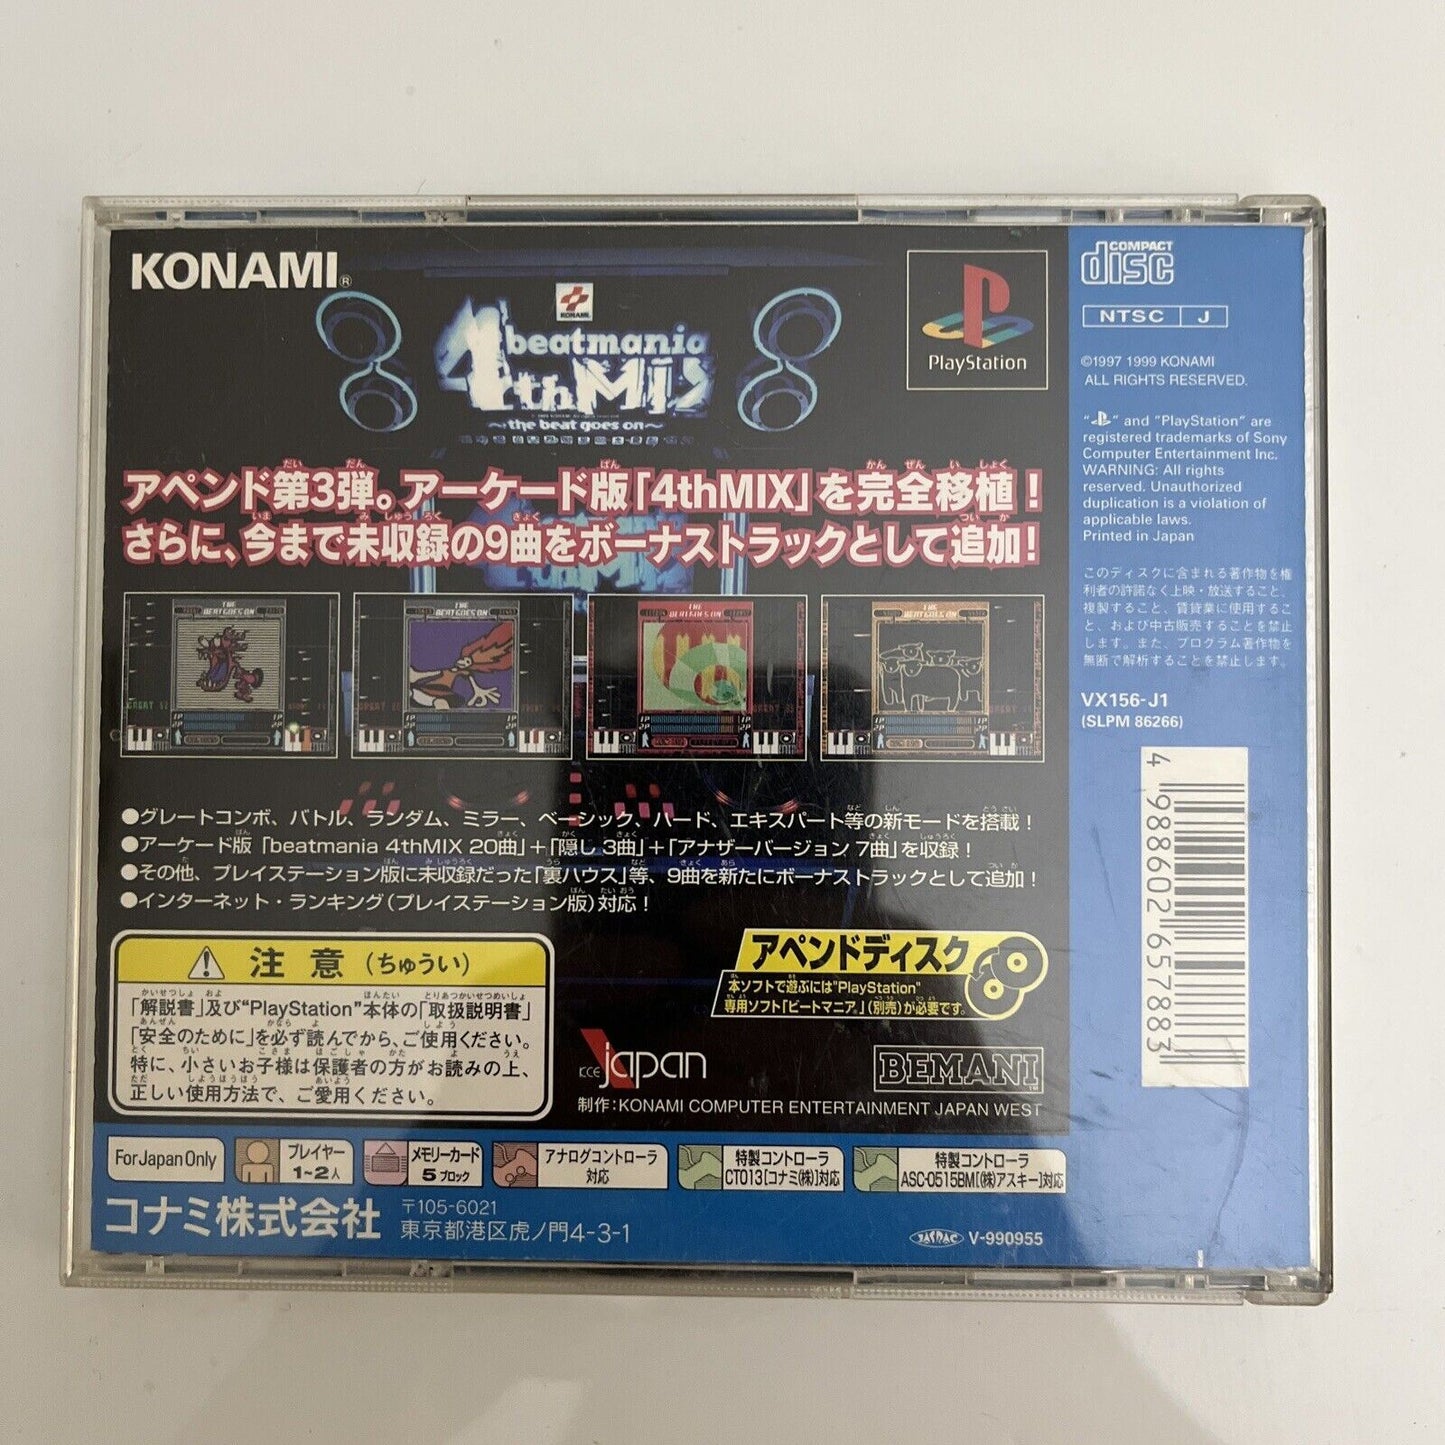 KONAMI®
KONAMI
beatmania
4thMIX
～the beat goes on～
PlayStation
アペンド第3弾。アーケード版「4thMIX」を完全移植！
さらに、今まで未収録の9曲をボーナストラックとして追加！
THE BEAT GOES ON
THE BEAT GOES ON
THE BEAT GOES ON
THE BEAT GOES ON
●グレートコンボ、バトル、ランダム、ミラー、ベーシック、ハード、エキスパート等の新モードを搭載！
●アーケード版「beatmania 4thMIX 20曲」＋「隠し 3曲」＋「アナザーバージョン 7曲」を収録！
●その他、プレイステーション版に未収録だった「裏ハウス」等、9曲を新たにボーナストラックとして追加！
●インターネット・ランキング（プレイステーション版）対応！
注意（ちゅうい）
「解説書」及び“PlayStation”本体の「取扱説明書」
「安全のために」を必ず読んでから、ご使用ください。
特に、小さいお子様は保護者の方がお読みの上、
正しい使用方法で、ご愛用ください。
アペンドディスク
本ソフトで遊ぶには“PlayStation”
専用ソフト「ビートマニア®」（別売）が必要です。
KCE japan
BEMANI™
制作：KONAMI COMPUTER ENTERTAINMENT JAPAN WEST
For Japan Only
プレイヤー
1~2人
メモリーカード
5ブロック
アナログコントローラ
対応
特製コントローラ
CT013[コナミ(株)]対応
特製コントローラ
ASC-0515BM[(株)アスキー]対応
コナミ株式会社
〒105-6021
東京都港区虎ノ門4-3-1
V-990955
COMPACT
disc
NTSC J
©1997 1999 KONAMI
ALL RIGHTS RESERVED.
“PS” and “PlayStation” are
registered trademarks of Sony
Computer Entertainment Inc.
WARNING: All rights
reserved. Unauthorized
duplication is a violation of
applicable laws.
Printed in Japan
このディスクに含まれる著作物を権
利者の許諾なく上映・放送すること、
複製すること、賃貸業に使用するこ
と、および中古販売することを禁止
します。また、プログラム著作物を
無断で解析することを禁止します。
VX156-J1
(SLPM 86266)
4 988602 657883